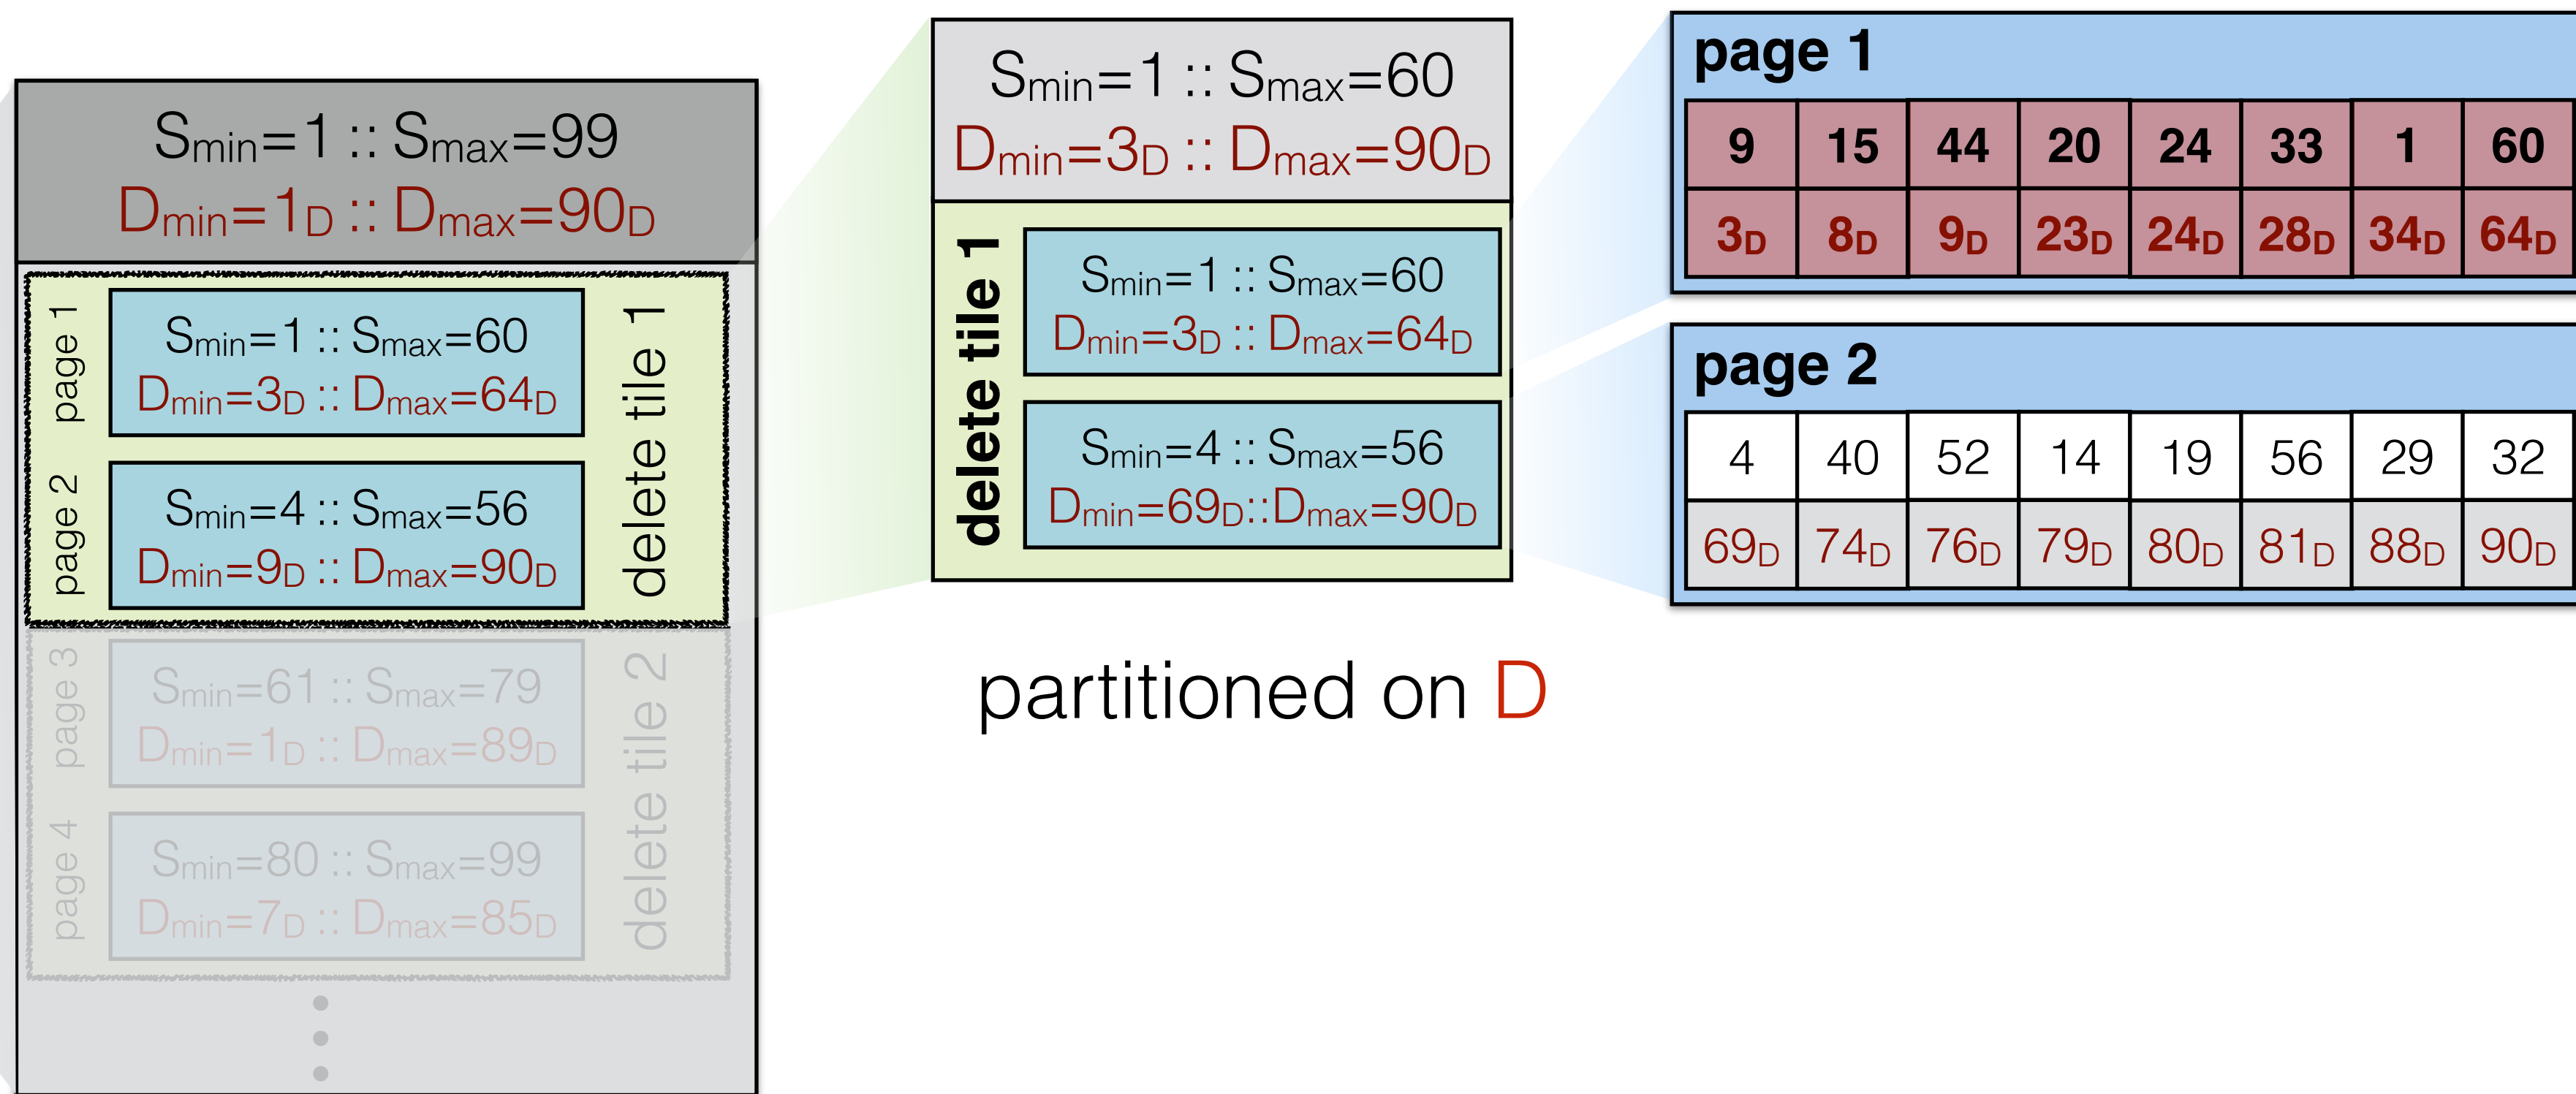 Smin=1 :: Smax=99
Dmin=1D :: Dmax=90D
page 1
Smin=1 :: Smax=60
Dmin=3D :: Dmax=64D
page 2
Smin=4 :: Smax=56
Dmin=9D :: Dmax=90D
delete tile 1
page 3
Smin=61 :: Smax=79
Dmin=1D :: Dmax=89D
page 4
Smin=80 :: Smax=99
Dmin=7D :: Dmax=85D
delete tile 2
Smin=1 :: Smax=60
Dmin=3D :: Dmax=90D
delete tile 1
Smin=1 :: Smax=60
Dmin=3D :: Dmax=64D
Smin=4 :: Smax=56
Dmin=69D::Dmax=90D
partitioned on D
page 1
9 15 44 20 24 33 1 60
3D 8D 9D 23D 24D 28D 34D 64D
page 2
4 40 52 14 19 56 29 32
69D 74D 76D 79D 80D 81D 88D 90D